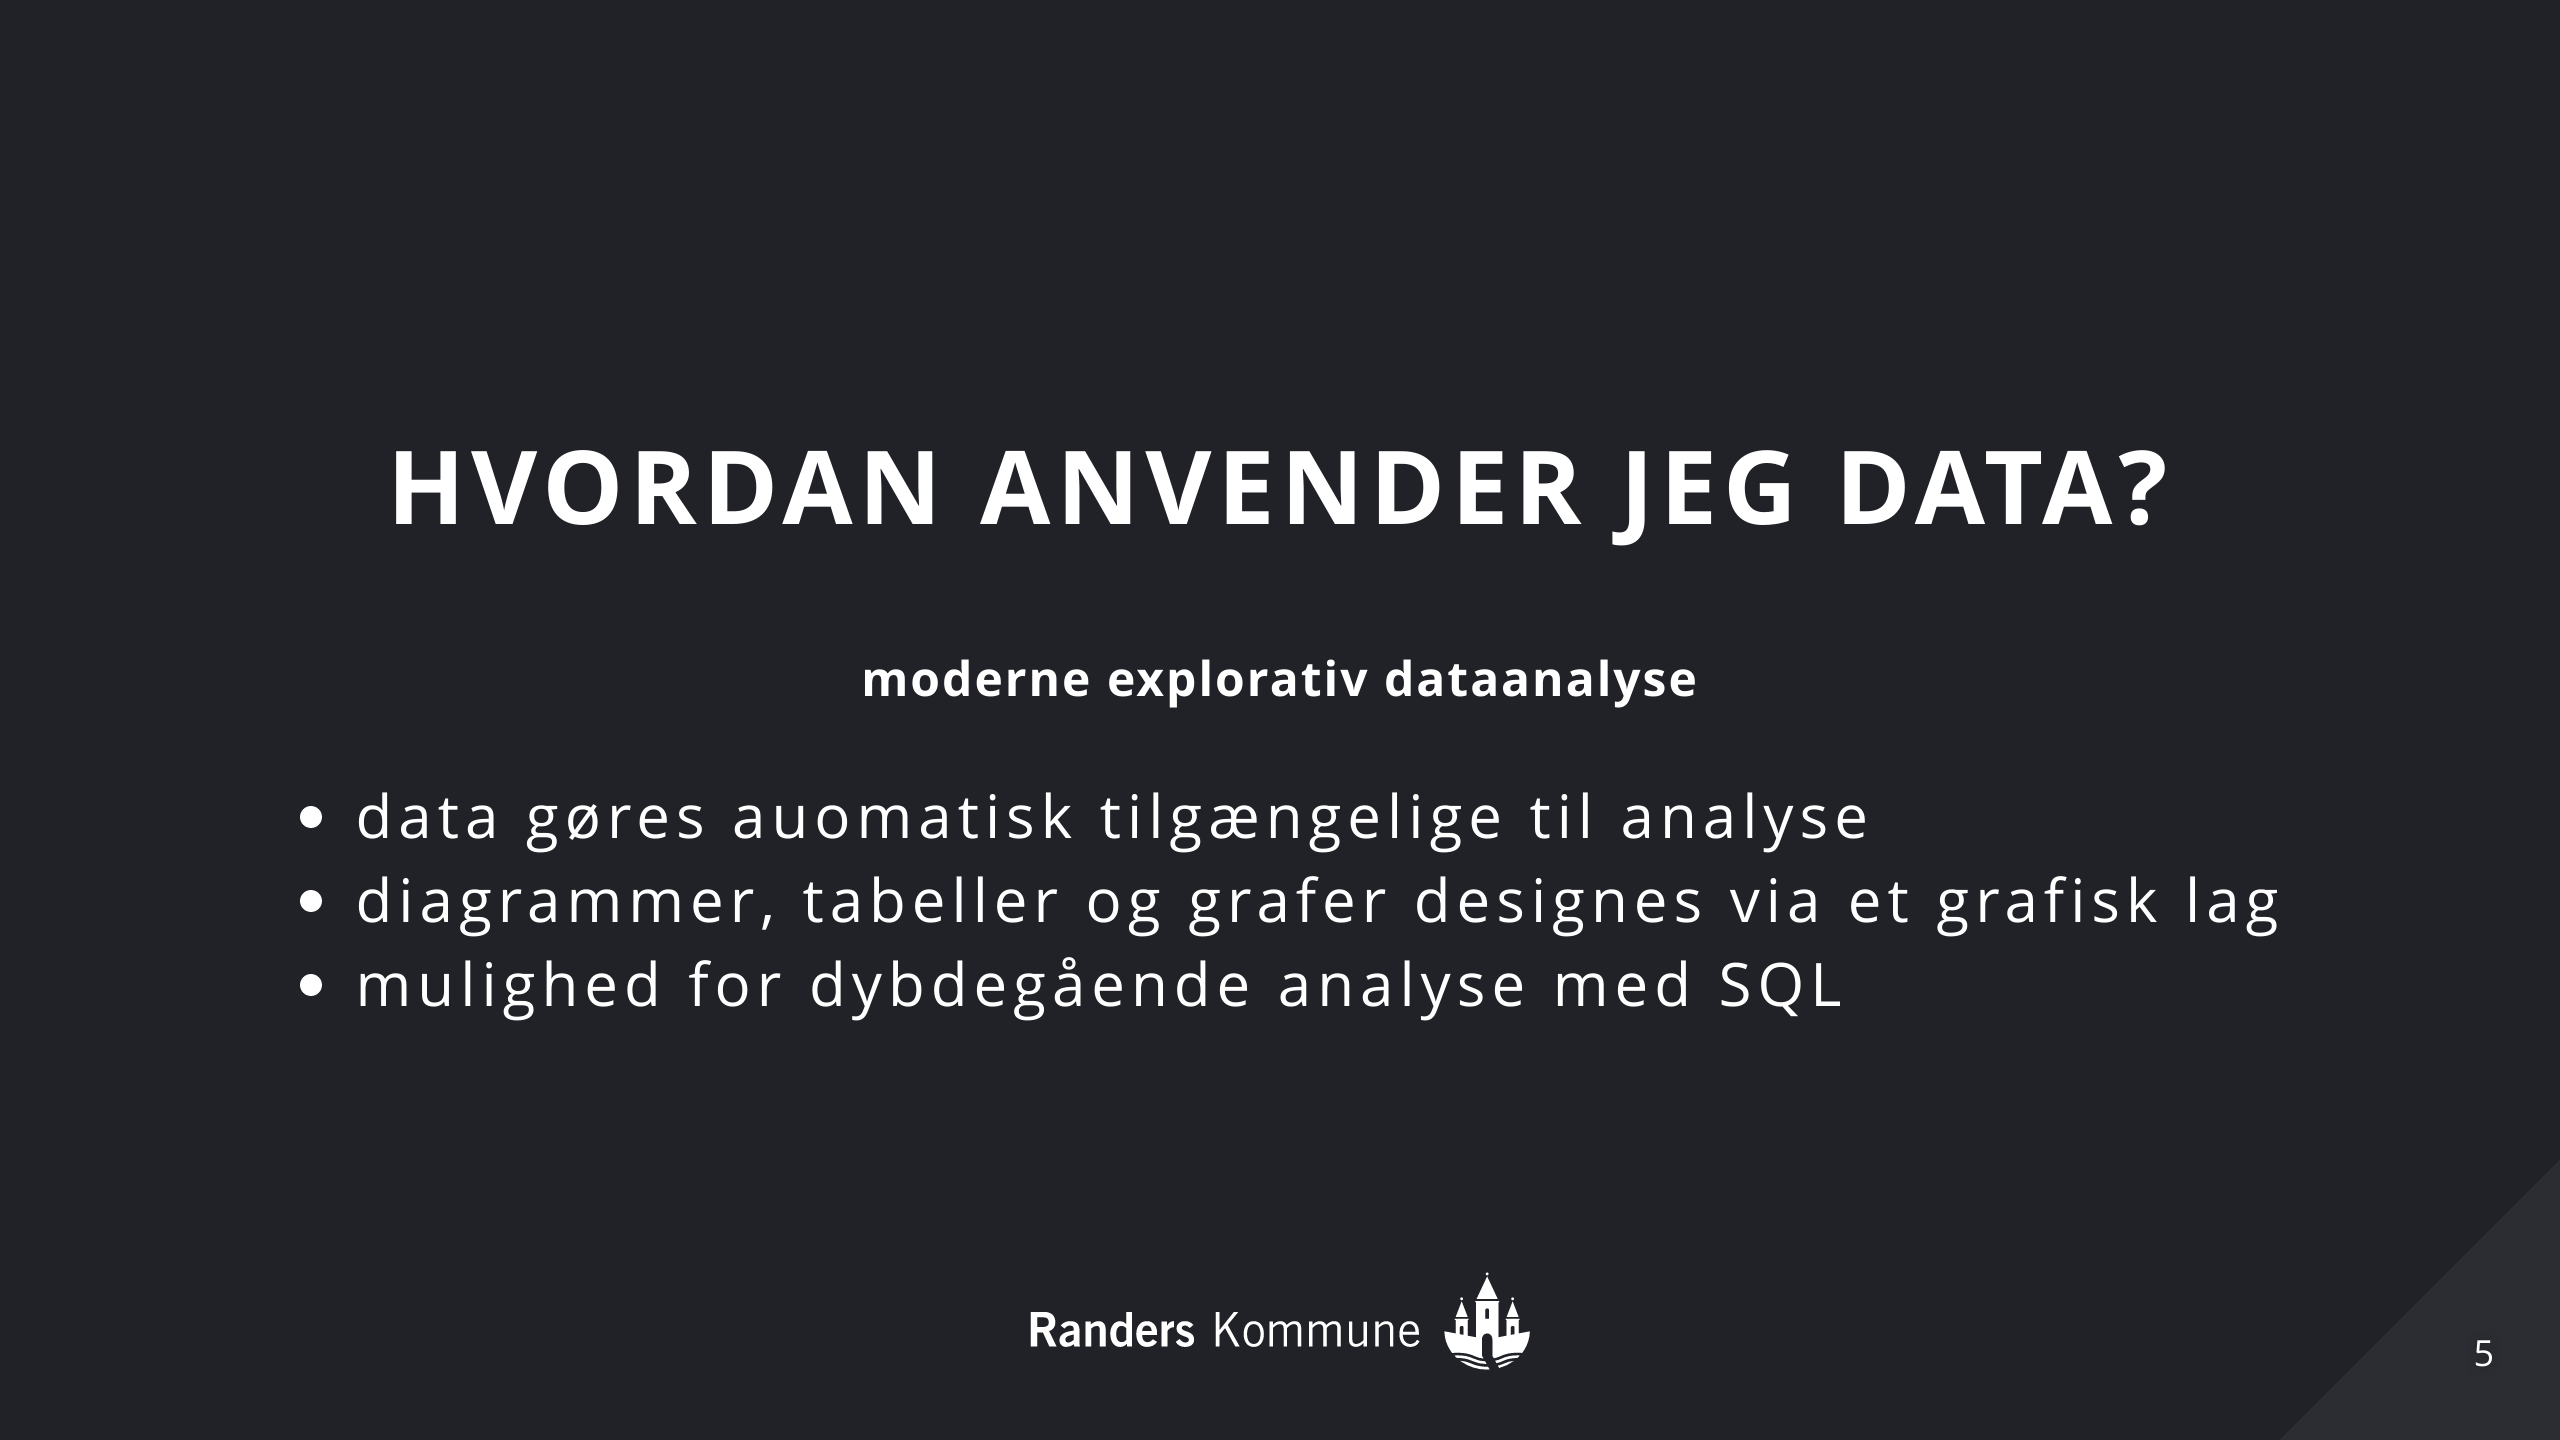 HVORDAN ANVENDER JEG DATA?
moderne explorativ dataanalyse
• data gøres auomatisk tilgængelige til analyse
• diagrammer, tabeller og grafer designes via et grafisk lag
• mulighed for dybdegående analyse med SQL
Randers Kommune
5